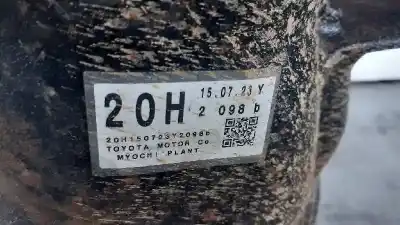 20H 15.07.23 Y
2 098 b
20H150723Y2098b
TOYOTA MOTOR Co
MYOCHI PLANT